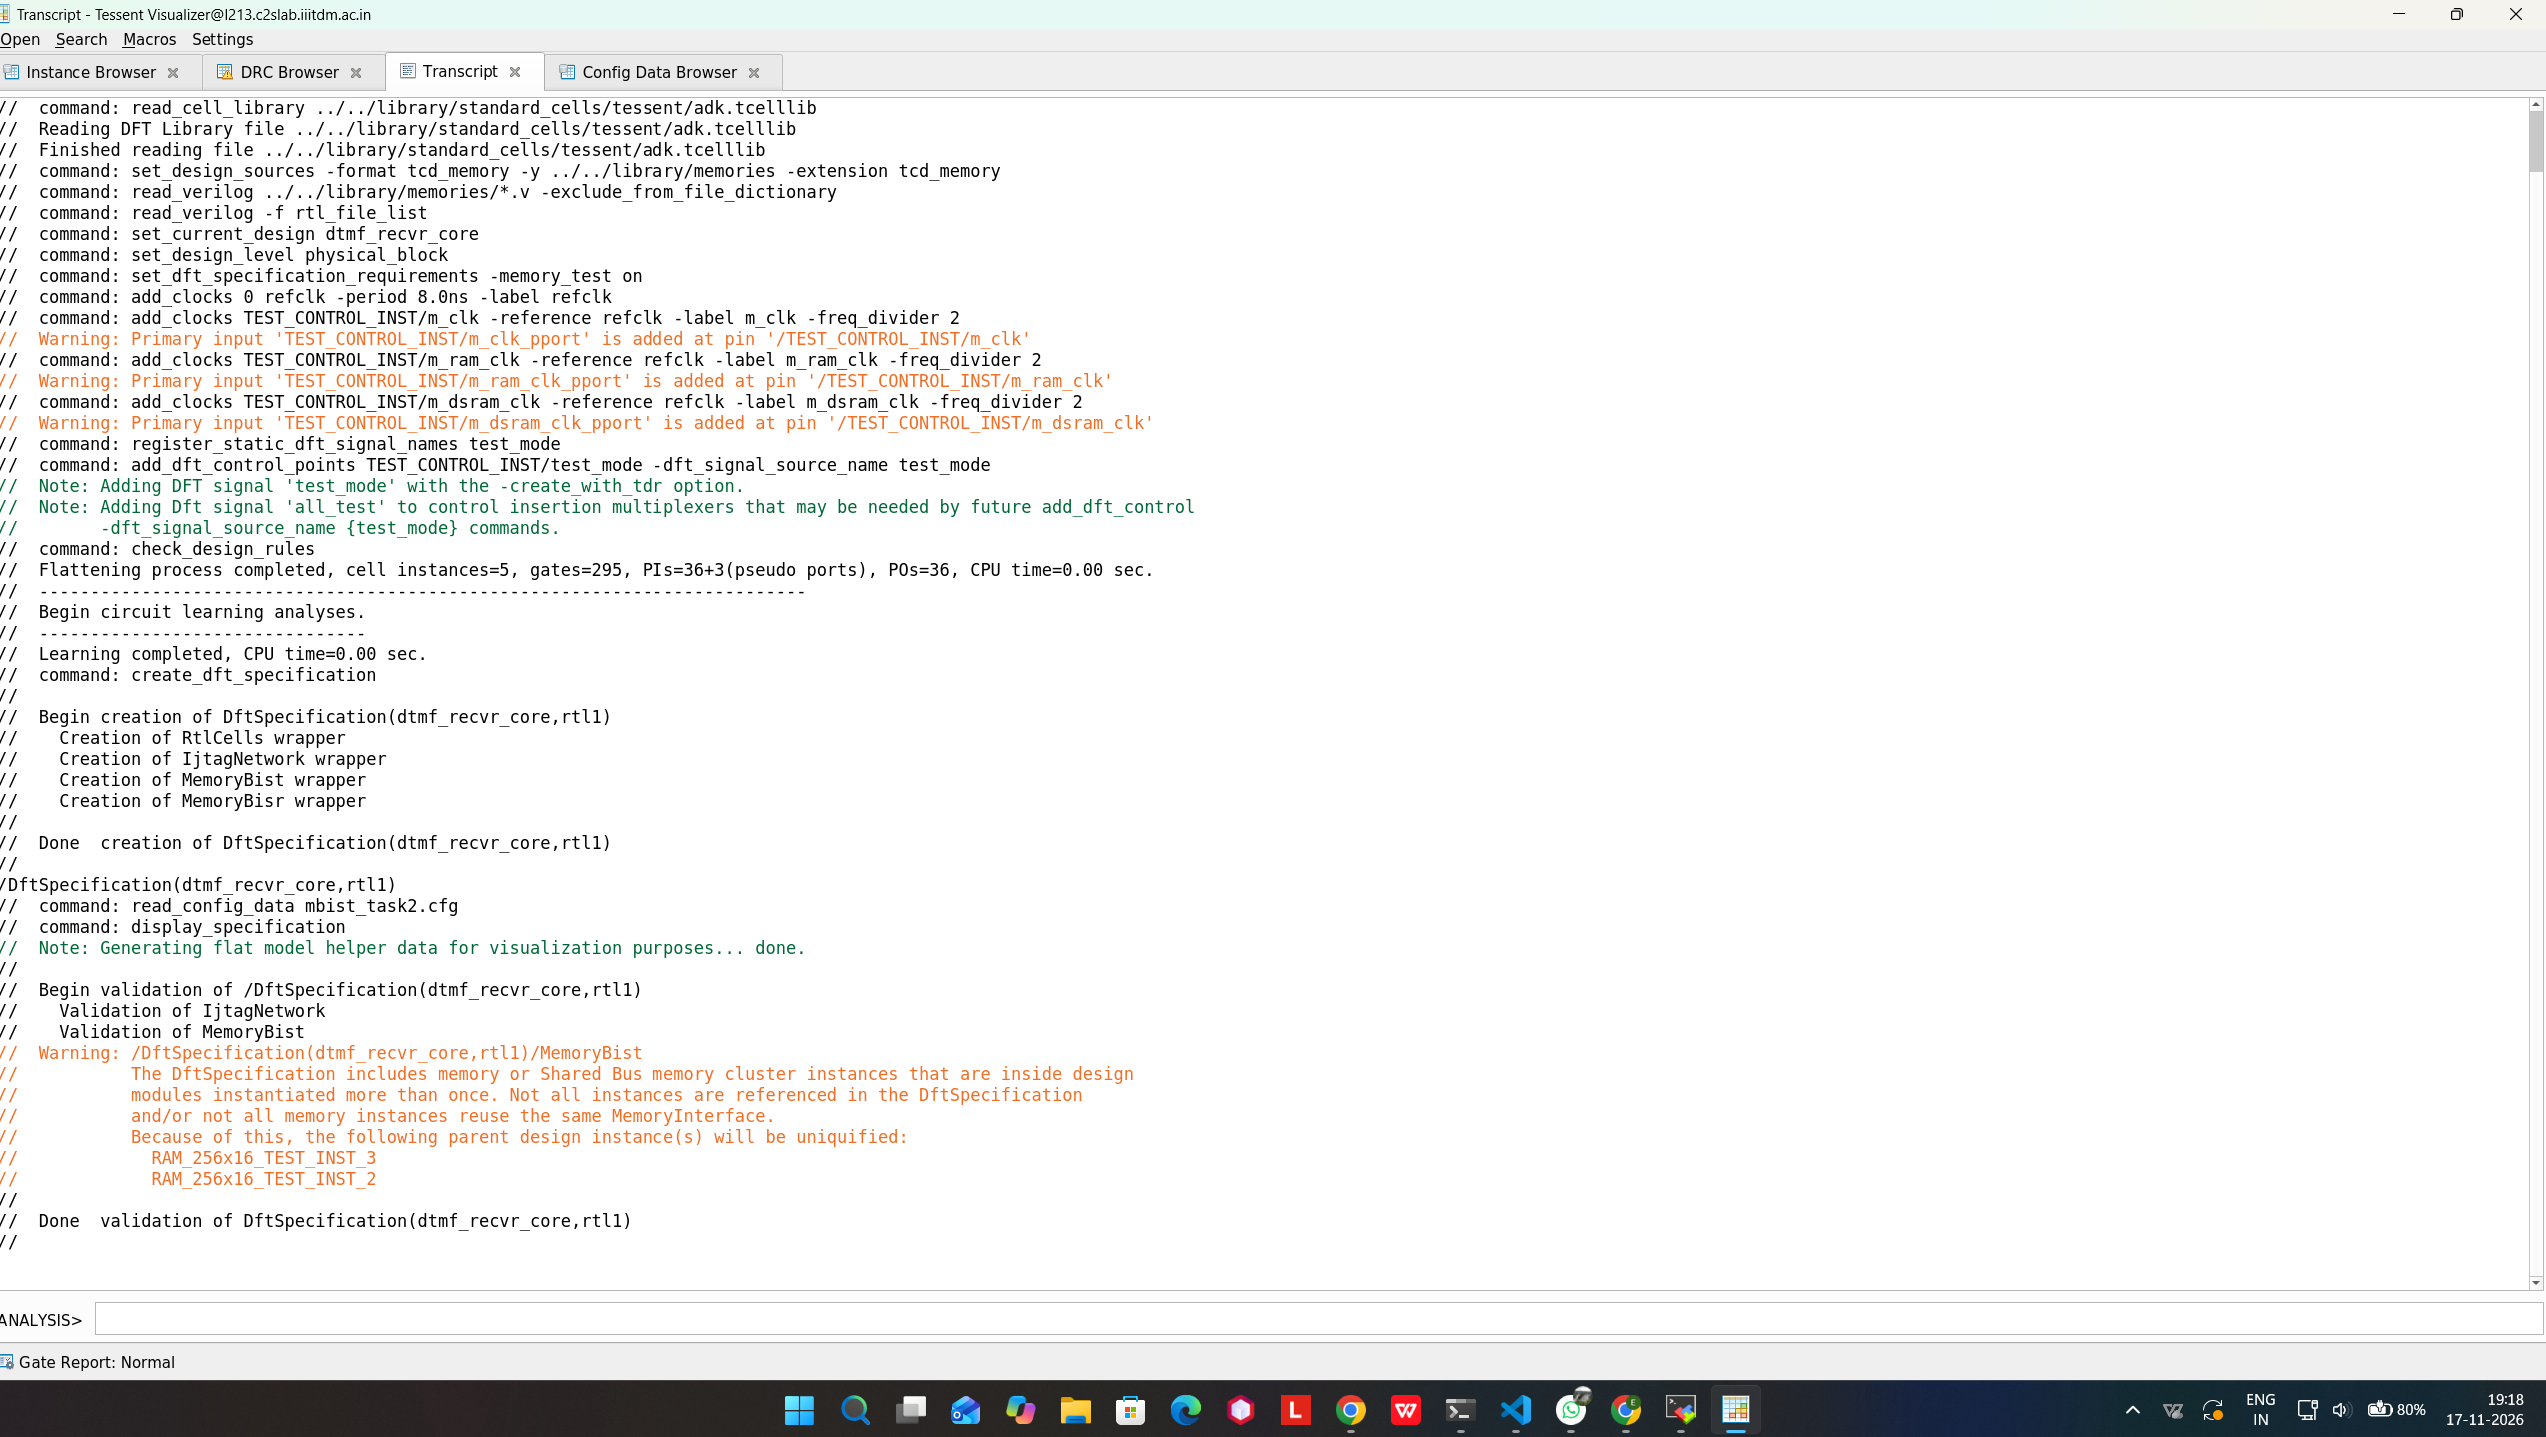 Transcript - Tessent Visualizer@l213.c2slab.iiitdm.ac.in
Open Search Macros Settings
Instance Browser
DRC Browser
Transcript
Config Data Browser
// command: read_cell_library ../../library/standard_cells/tessent/adk.tcelllib
// Reading DFT Library file ../../library/standard_cells/tessent/adk.tcelllib
// Finished reading file ../../library/standard_cells/tessent/adk.tcelllib
// command: set_design_sources -format tcd_memory -y ../../library/memories -extension tcd_memory
// command: read_verilog ../../library/memories/*.v -exclude_from_file_dictionary
// command: read_verilog -f rtl_file_list
// command: set_current_design dtmf_recvr_core
// command: set_design_level physical_block
// command: set_dft_specification_requirements -memory_test on
// command: add_clocks 0 refclk -period 8.0ns -label refclk
// command: add_clocks TEST_CONTROL_INST/m_clk -reference refclk -label m_clk -freq_divider 2
// Warning: Primary input 'TEST_CONTROL_INST/m_clk_pport' is added at pin '/TEST_CONTROL_INST/m_clk'
// command: add_clocks TEST_CONTROL_INST/m_ram_clk -reference refclk -label m_ram_clk -freq_divider 2
// Warning: Primary input 'TEST_CONTROL_INST/m_ram_clk_pport' is added at pin '/TEST_CONTROL_INST/m_ram_clk'
// command: add_clocks TEST_CONTROL_INST/m_dsram_clk -reference refclk -label m_dsram_clk -freq_divider 2
// Warning: Primary input 'TEST_CONTROL_INST/m_dsram_clk_pport' is added at pin '/TEST_CONTROL_INST/m_dsram_clk'
// command: register_static_dft_signal_names test_mode
// command: add_dft_control_points TEST_CONTROL_INST/test_mode -dft_signal_source_name test_mode
// Note: Adding DFT signal 'test_mode' with the -create_with_tdr option.
// Note: Adding Dft signal 'all_test' to control insertion multiplexers that may be needed by future add_dft_control
// -dft_signal_source_name {test_mode} commands.
// command: check_design_rules
// Flattening process completed, cell instances=5, gates=295, PIs=36+3(pseudo ports), POs=36, CPU time=0.00 sec.
// ---------------------------------------------------------------------------
// Begin circuit learning analyses.
// --------------------------------
// Learning completed, CPU time=0.00 sec.
// command: create_dft_specification
//
// Begin creation of DftSpecification(dtmf_recvr_core,rtl1)
// Creation of RtlCells wrapper
// Creation of IjtagNetwork wrapper
// Creation of MemoryBist wrapper
// Creation of MemoryBisr wrapper
//
// Done creation of DftSpecification(dtmf_recvr_core,rtl1)
//
/DftSpecification(dtmf_recvr_core,rtl1)
// command: read_config_data mbist_task2.cfg
// command: display_specification
// Note: Generating flat model helper data for visualization purposes... done.
//
// Begin validation of /DftSpecification(dtmf_recvr_core,rtl1)
// Validation of IjtagNetwork
// Validation of MemoryBist
// Warning: /DftSpecification(dtmf_recvr_core,rtl1)/MemoryBist
// The DftSpecification includes memory or Shared Bus memory cluster instances that are inside design
// modules instantiated more than once. Not all instances are referenced in the DftSpecification
// and/or not all memory instances reuse the same MemoryInterface.
// Because of this, the following parent design instance(s) will be uniquified:
// RAM_256x16_TEST_INST_3
// RAM_256x16_TEST_INST_2
//
// Done validation of DftSpecification(dtmf_recvr_core,rtl1)
//
ANALYSIS>
Gate Report: Normal
ENG
IN
80%
19:18
17-11-2026